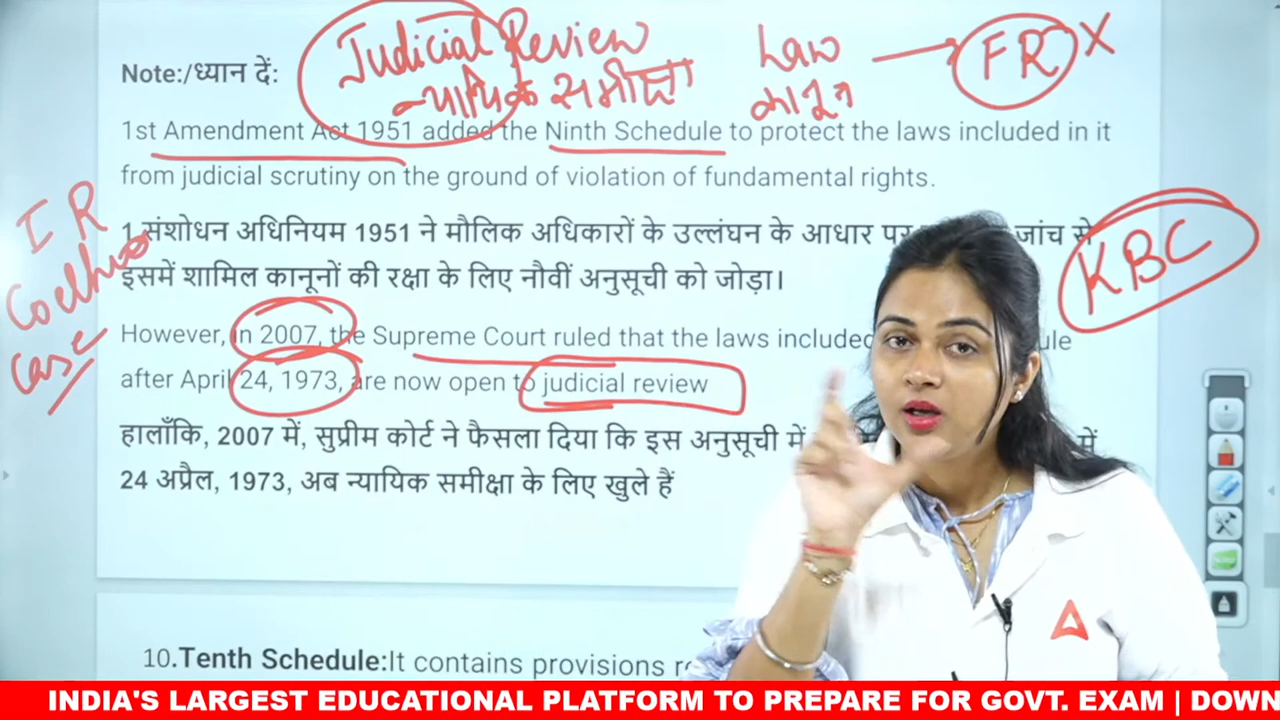 Judicial Review
न्यायिक समीक्षा
Law
कानून
FR X
Note:/ध्यान दें:
1st Amendment Act 1951 added the Ninth Schedule to protect the laws included in it
from judicial scrutiny on the ground of violation of fundamental rights.
I R
Coelho
Case
1 संशोधन अधिनियम 1951 ने मौलिक अधिकारों के उल्लंघन के आधार पर जांच से
इसमें शामिल कानूनों की रक्षा के लिए नौवीं अनुसूची को जोड़ा।
KBC
However, in 2007, the Supreme Court ruled that the laws included
after April 24, 1973, are now open to judicial review
हालाँकि, 2007 में, सुप्रीम कोर्ट ने फैसला दिया कि इस अनुसूची में में
24 अप्रैल, 1973, अब न्यायिक समीक्षा के लिए खुले हैं
10.Tenth Schedule:It contains provisions
INDIA'S LARGEST EDUCATIONAL PLATFORM TO PREPARE FOR GOVT. EXAM | DOWN